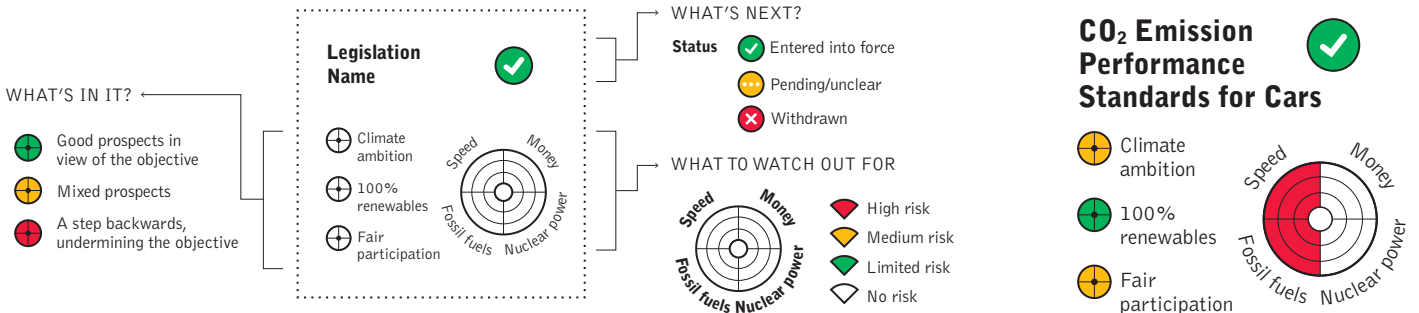 WHAT'S IN IT?
Good prospects in
view of the objective
Mixed prospects
A step backwards,
undermining the objective
Legislation
Name
Climate
ambition
100%
renewables
Fair
participation
Speed
Money
Fossil fuels
Nuclear power
WHAT'S NEXT?
Status
Entered into force
Pending/unclear
Withdrawn
WHAT TO WATCH OUT FOR
Speed
Money
Fossil fuels
Nuclear power
High risk
Medium risk
Limited risk
No risk
CO₂ Emission
Performance
Standards for Cars
Climate
ambition
100%
renewables
Fair
participation
Speed
Money
Fossil fuels
Nuclear power